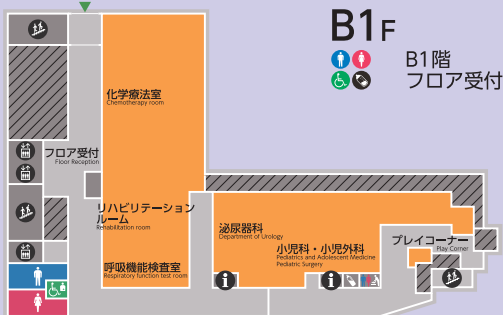 B1F
B1階
フロア受付
化学療法室
Chemotherapy room
フロア受付
Floor Reception
リハビリテーション
ルーム
Rehabilitation room
呼吸機能検査室
Respiratory function test room
泌尿器科
Department of Urology
小児科・小児外科
Pediatrics and Adolescent Medicine
Pediatric Surgery
プレイコーナー
Play Corner